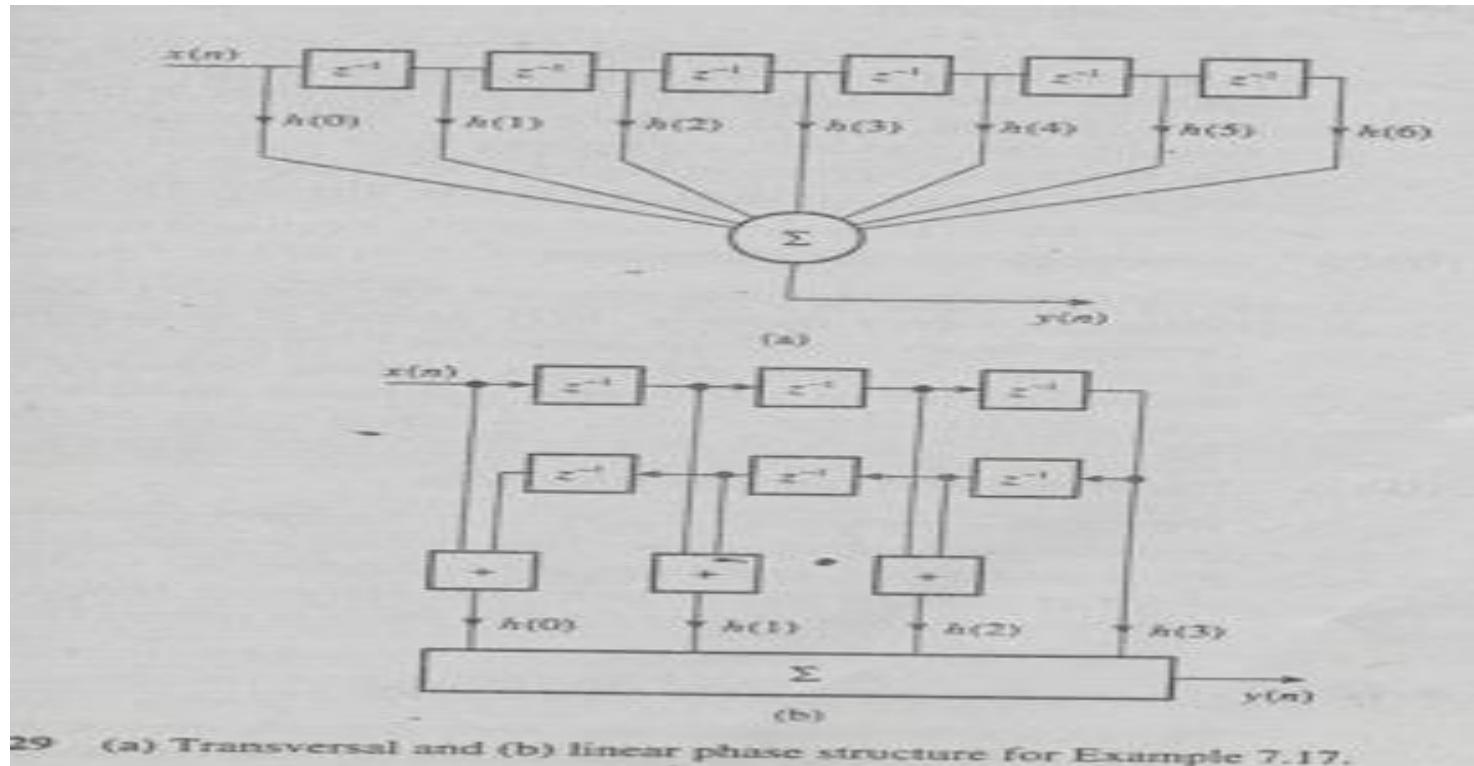 x(n)
z⁻¹ z⁻¹ z⁻¹ z⁻¹ z⁻¹ z⁻¹
h(0) h(1) h(2) h(3) h(4) h(5) h(6)
Σ
y(n)
(a)
x(n)
z⁻¹ z⁻¹ z⁻¹
z⁻¹ z⁻¹ z⁻¹
+ + +
h(0) h(1) h(2) h(3)
Σ
y(n)
(b)
29 (a) Transversal and (b) linear phase structure for Example 7.17.